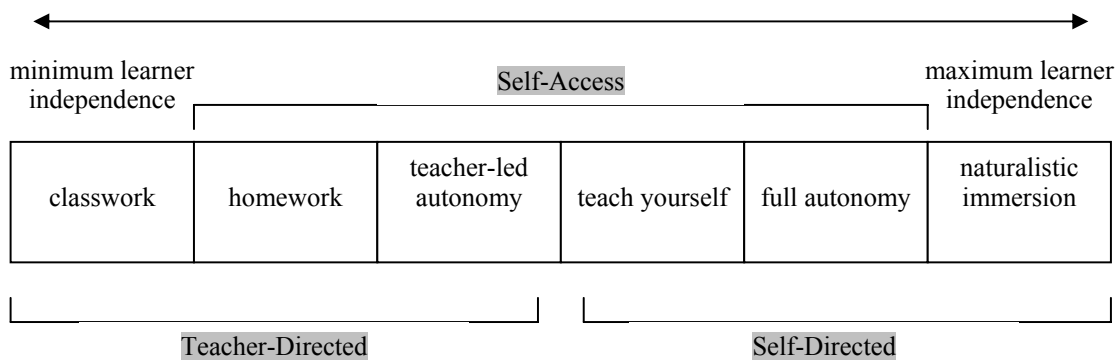 minimum learner
independence
Self-Access
maximum learner
independence
classwork
homework
teacher-led
autonomy
teach yourself
full autonomy
naturalistic
immersion
Teacher-Directed
Self-Directed